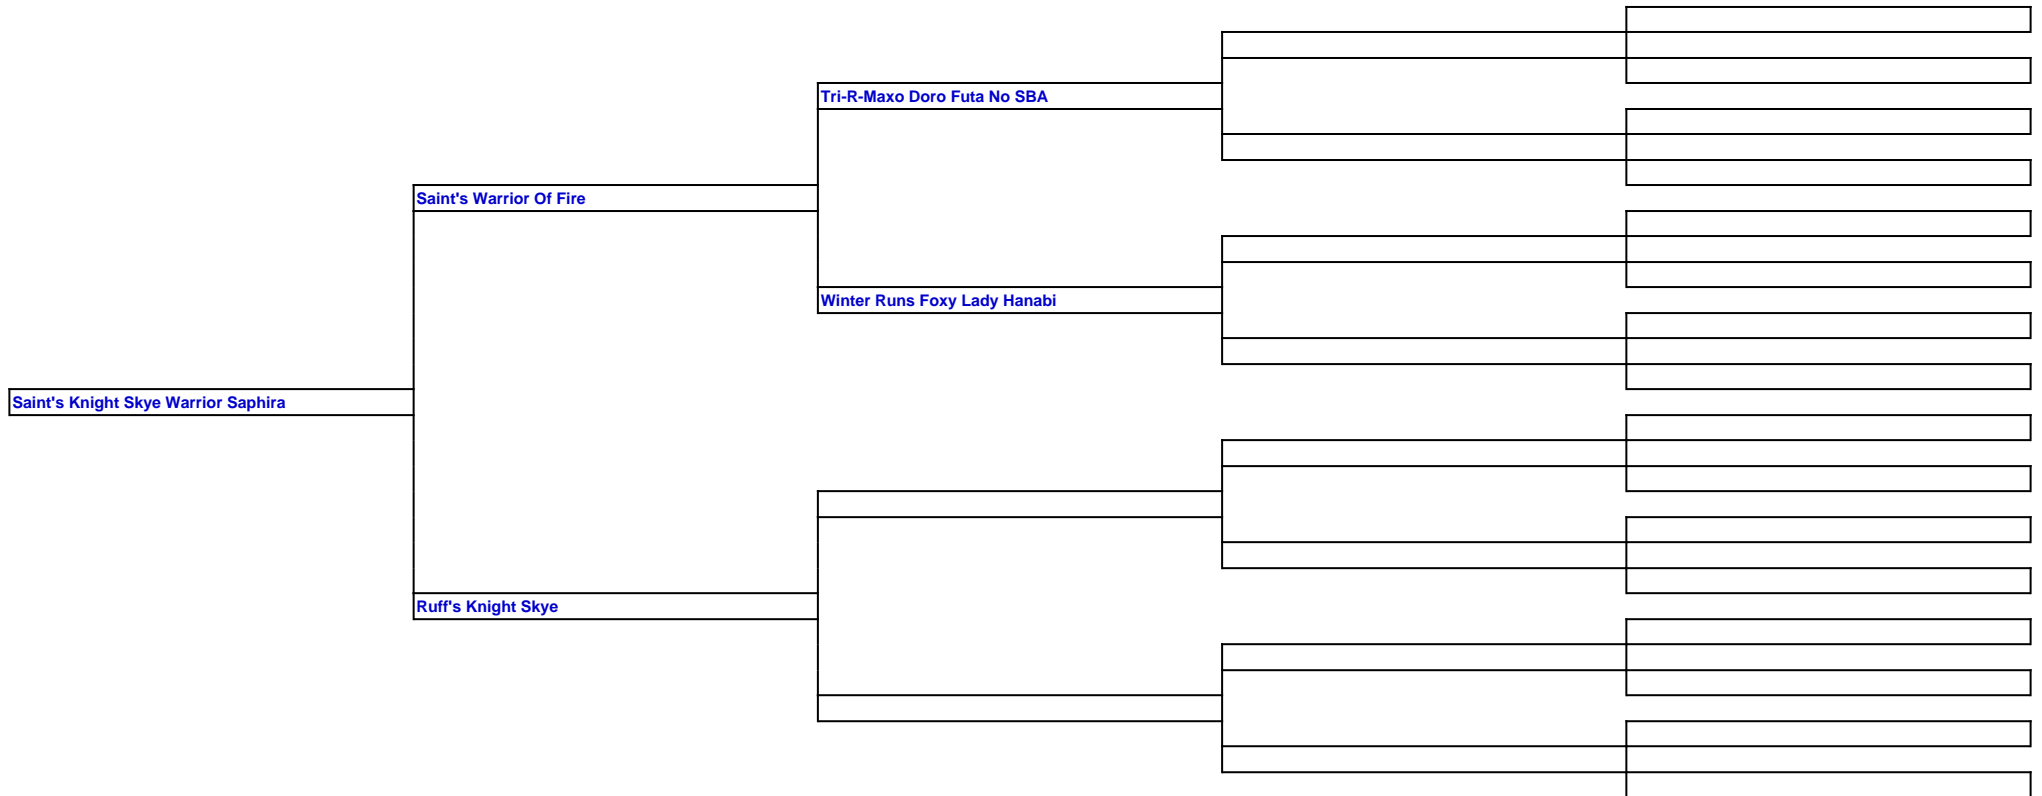 Tri-R-Maxo Doro Futa No SBA
Saint's Warrior Of Fire
Winter Runs Foxy Lady Hanabi
Saint's Knight Skye Warrior Saphira
Ruff's Knight Skye